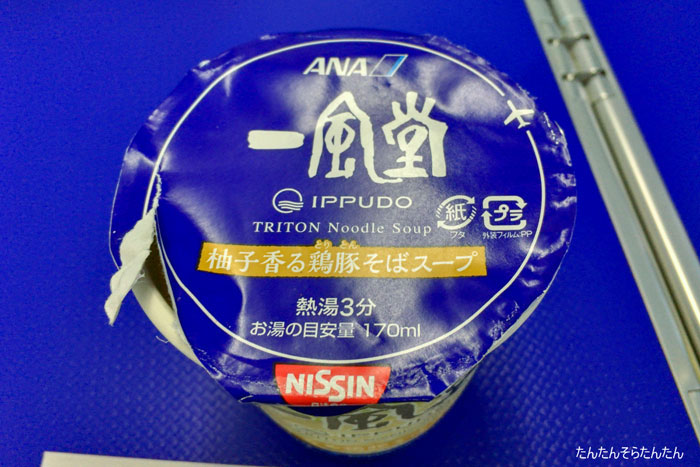 ANA
一風堂
IPPUDO
TRITON Noodle Soup
紙
フタ
プラ
外装フィルム:PP
とり とん
柚子香る鶏豚そばスープ
熱湯3分
お湯の目安量 170ml
NISSIN
風
たんたんそらたんたん